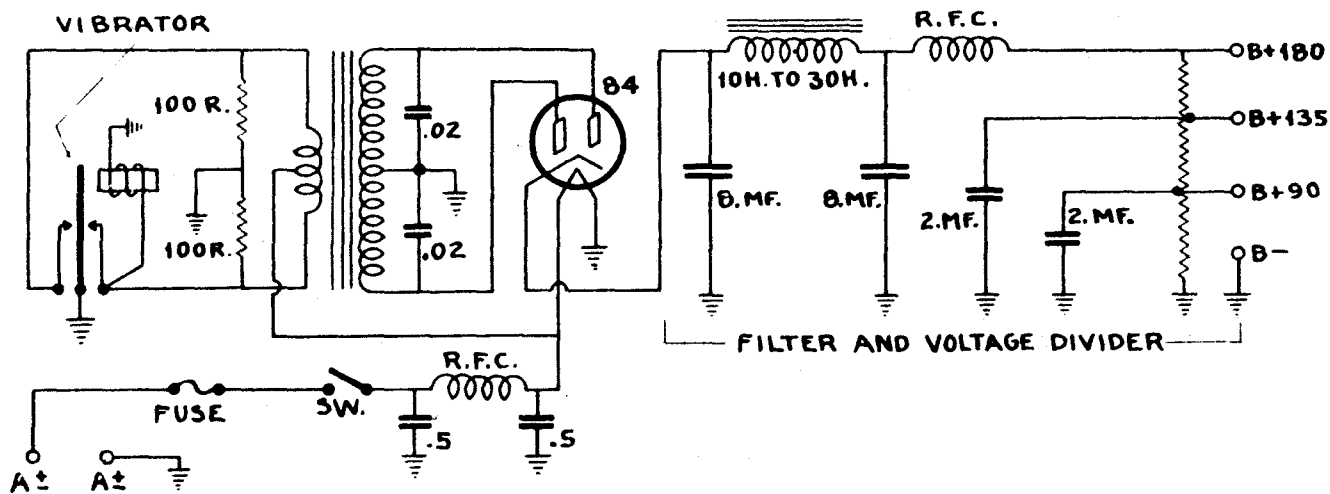 VIBRATOR
R.F.C.
100 R.
.02
84
10H. TO 30H.
B+180
B+135
8.MF.
8.MF.
2.MF.
2.MF.
B+90
100R.
.02
B-
FILTER AND VOLTAGE DIVIDER
R.F.C.
FUSE
SW.
.5
.5
A±
A±